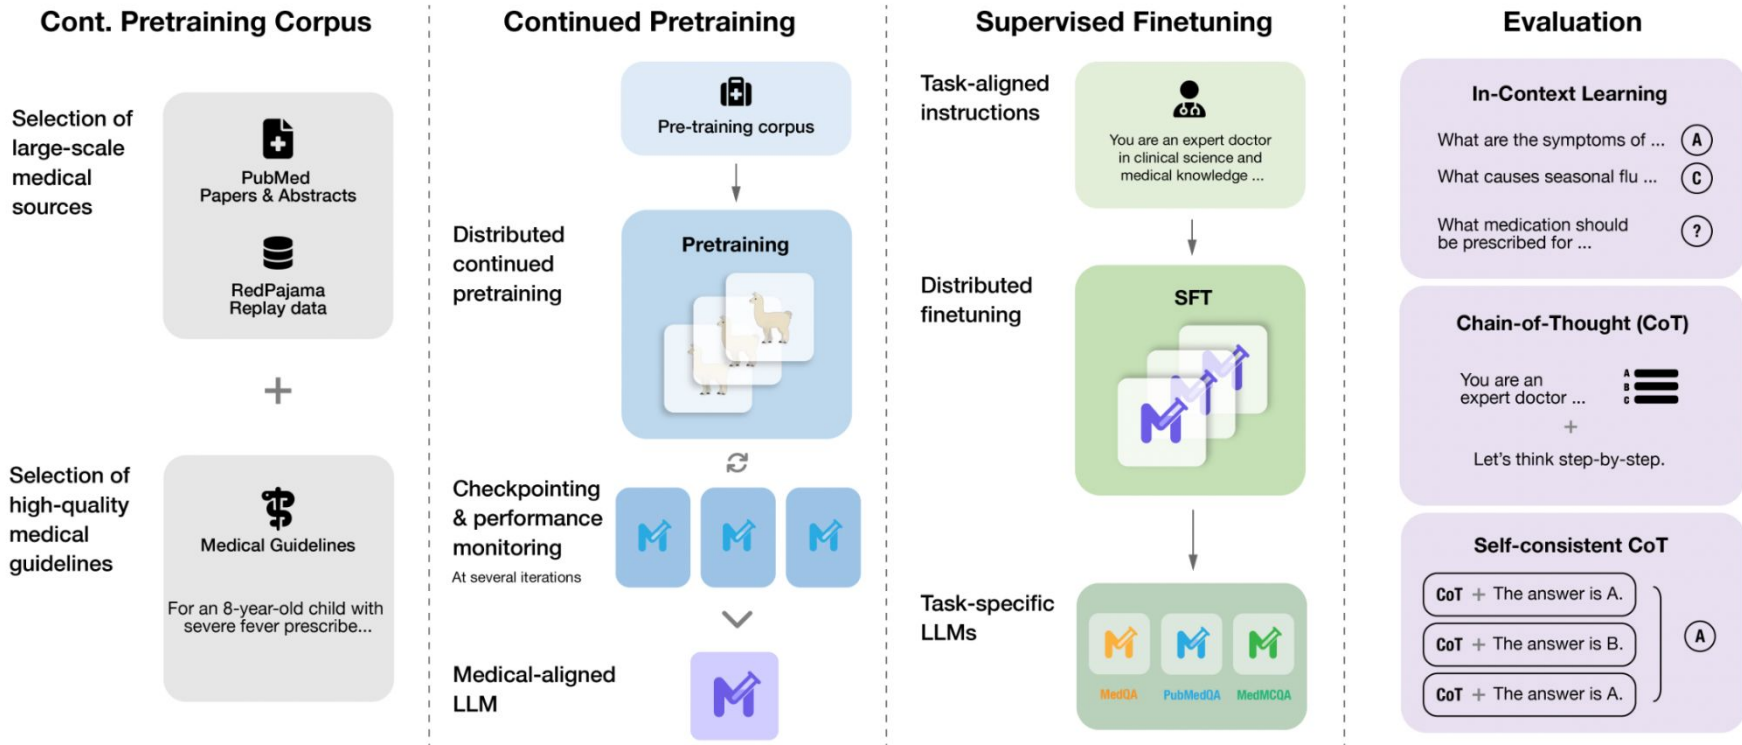 Cont. Pretraining Corpus
Selection of
large-scale
medical
sources
PubMed
Papers & Abstracts
RedPajama
Replay data
+
Selection of
high-quality
medical
guidelines
Medical Guidelines
For an 8-year-old child with
severe fever prescribe...
Continued Pretraining
Pre-training corpus
Distributed
continued
pretraining
Pretraining
Checkpointing
& performance
monitoring
At several iterations
Medical-aligned
LLM
Supervised Finetuning
Task-aligned
instructions
You are an expert doctor
in clinical science and
medical knowledge ...
Distributed
finetuning
SFT
Task-specific
LLMs
MedQA
PubMedQA
MedMCQA
Evaluation
In-Context Learning
What are the symptoms of ... A
What causes seasonal flu ... C
What medication should
be prescribed for ... ?
Chain-of-Thought (CoT)
You are an
expert doctor ...
A
B
C
+
Let's think step-by-step.
Self-consistent CoT
CoT + The answer is A.
CoT + The answer is B.
CoT + The answer is A.
A